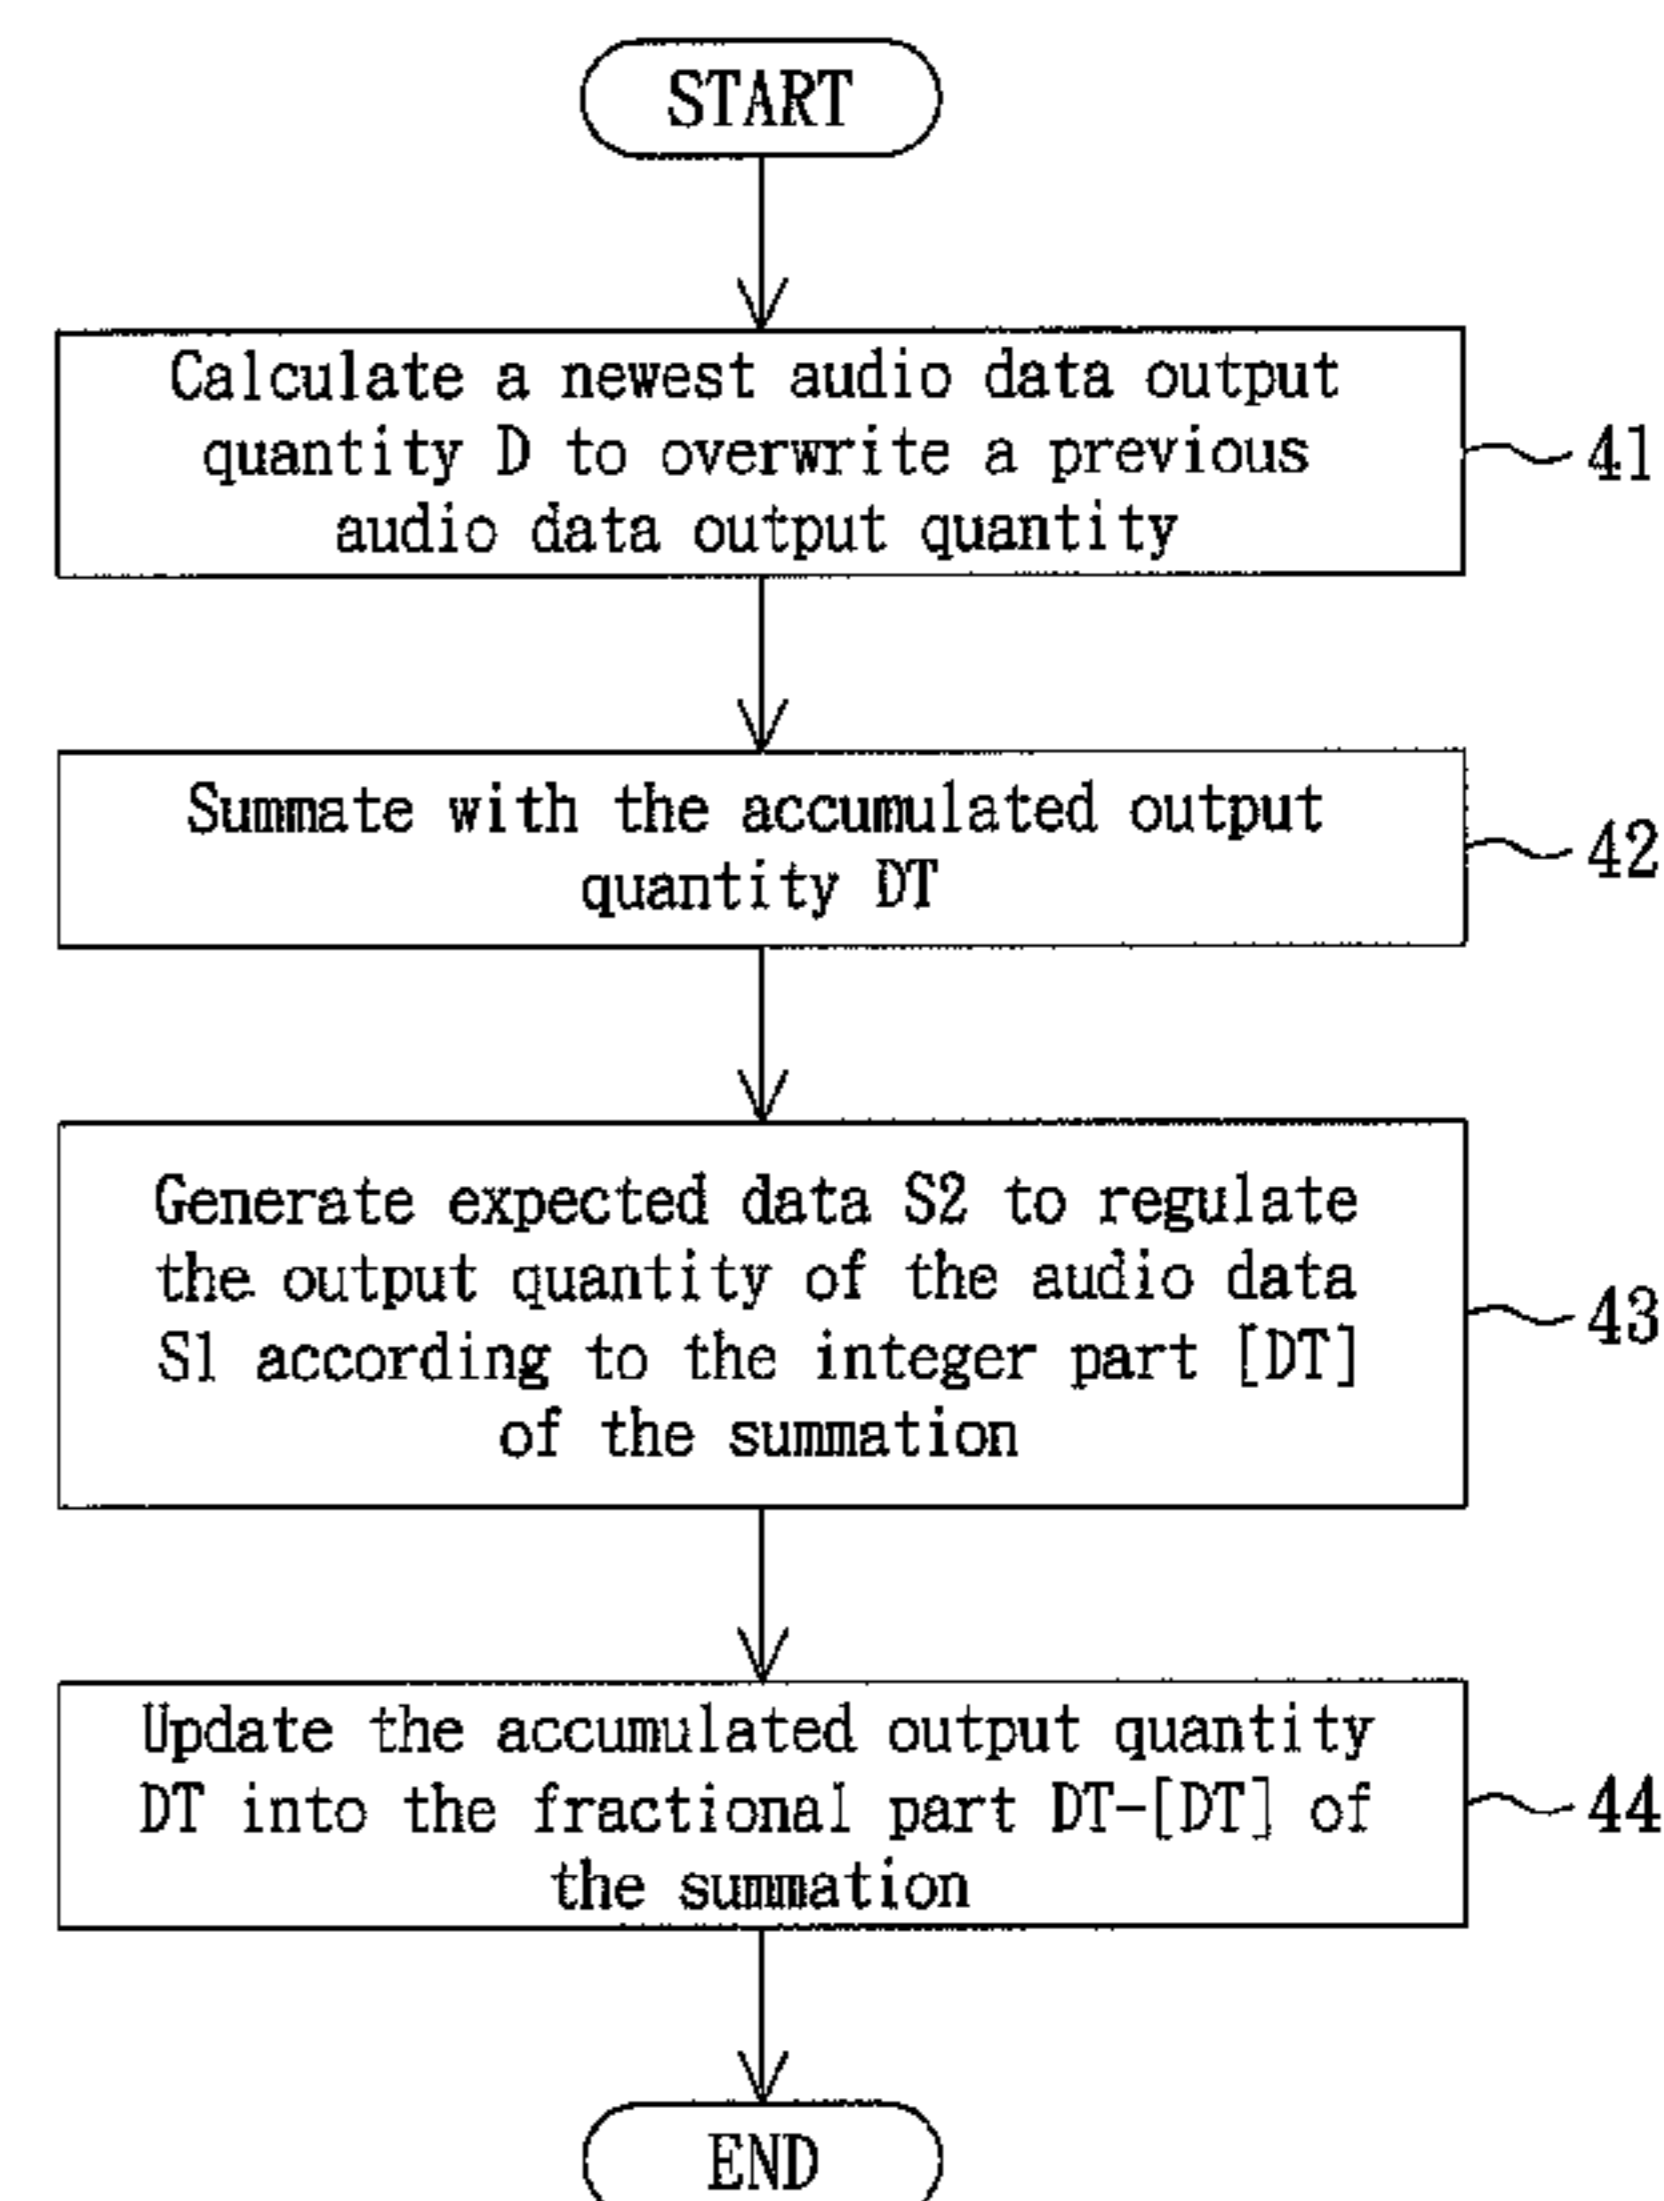 START
Calculate a newest audio data output
quantity D to overwrite a previous
audio data output quantity
41
Summate with the accumulated output
quantity DT
42
Generate expected data S2 to regulate
the output quantity of the audio data
S1 according to the integer part [DT]
of the summation
43
Update the accumulated output quantity
DT into the fractional part DT-[DT] of
the summation
44
END